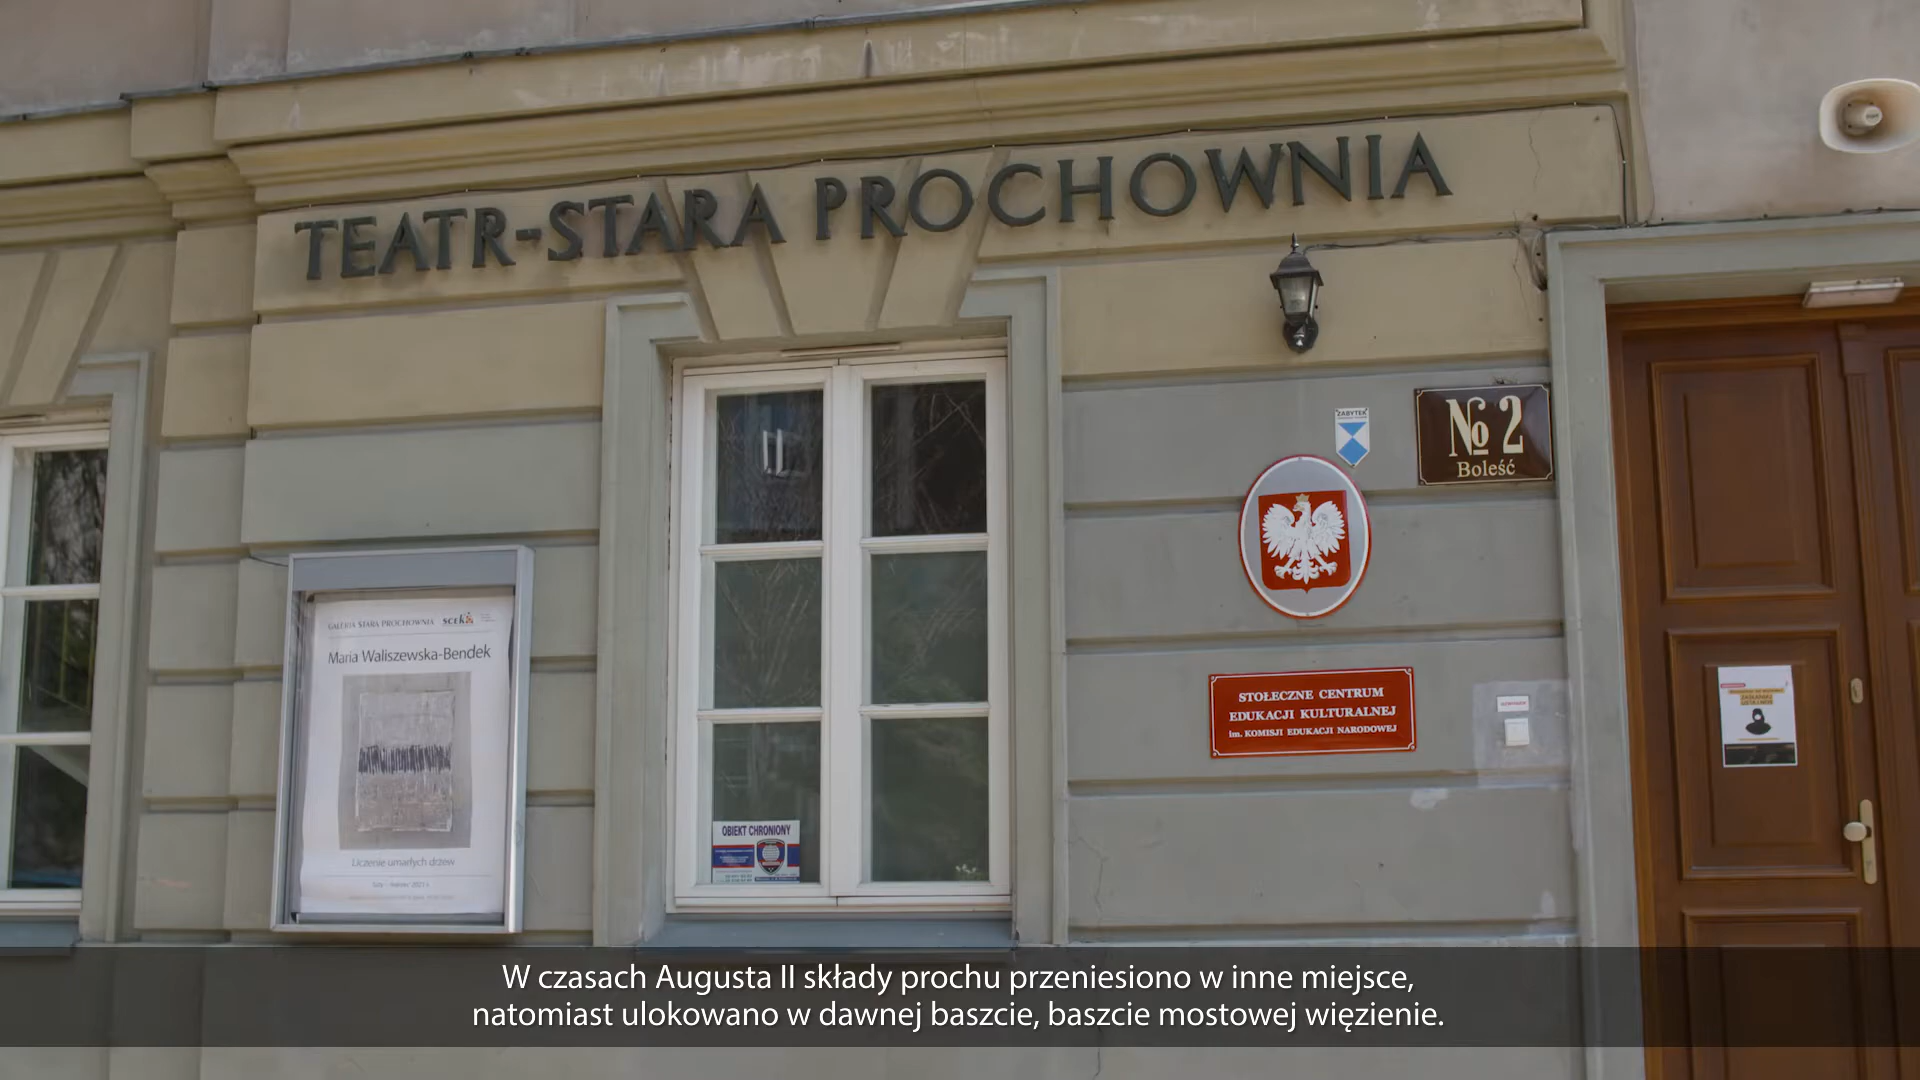 TEATR-STARA PROCHOWNIA
ZABYTEK
№ 2
Boleść
GALERIA STARA PROCHOWNIA
scek
Maria Waliszewska-Bendek
STOŁECZNE CENTRUM
EDUKACJI KULTURALNEJ
im. KOMISJI EDUKACJI NARODOWEJ
OBIEKT CHRONIONY
Liczenie umarłych drzew
W czasach Augusta II składy prochu przeniesiono w inne miejsce,
natomiast ulokowano w dawnej baszcie, baszcie mostowej więzienie.